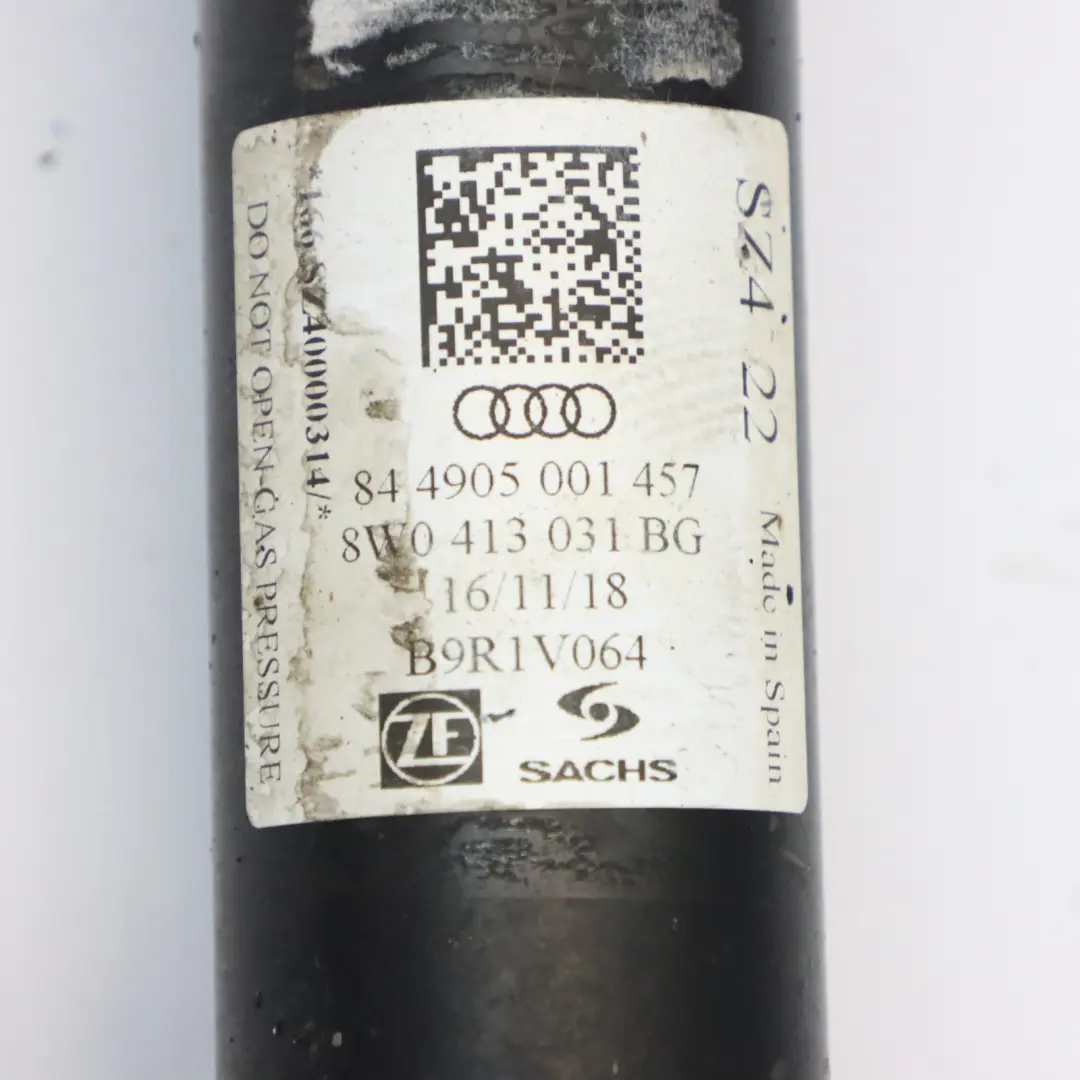 84 4905 001 457
8W0 413 031 BG
16/11/18
B9R1V064
ZF
SACHS
DO NOT OPEN-GAS PRESSURE
SZ4 22
Made in Spain